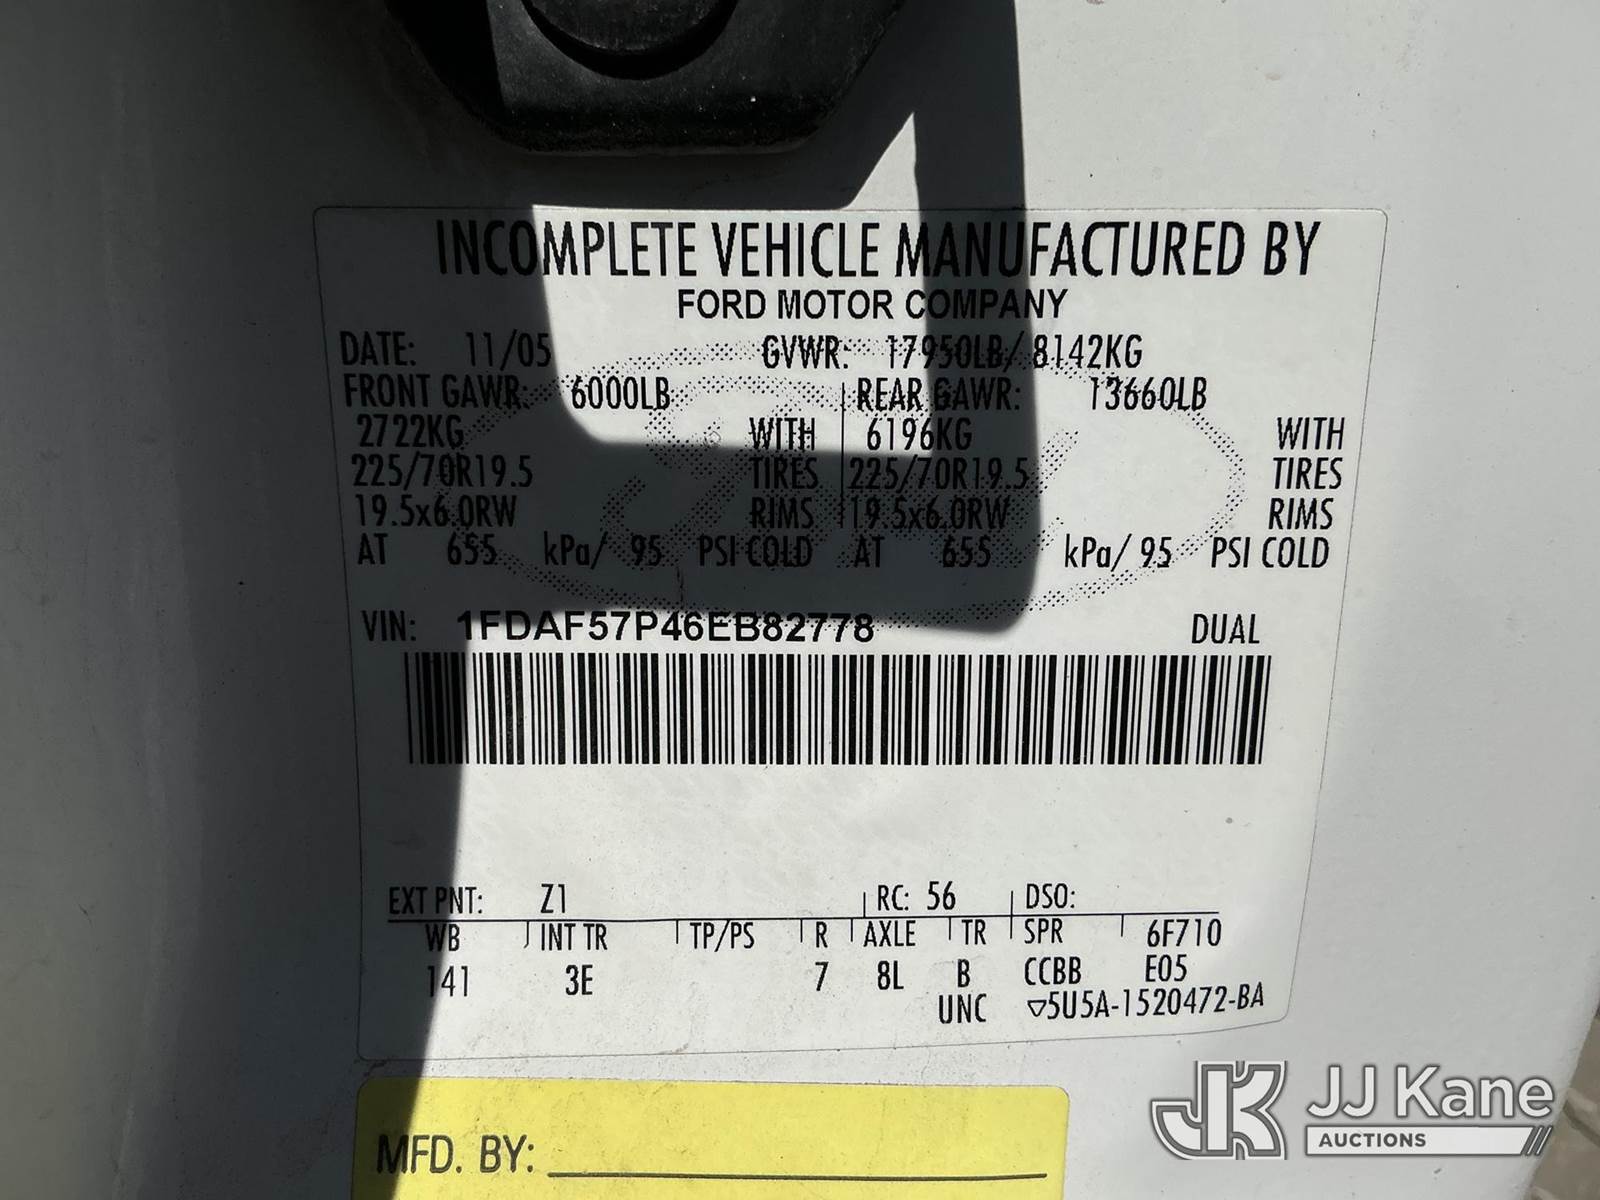 INCOMPLETE VEHICLE MANUFACTURED BY
FORD MOTOR COMPANY
DATE: 11/05 GVWR: 17950LB/ 8142KG
FRONT GAWR: 6000LB REAR GAWR: 13660LB
2722KG WITH 6196KG WITH
225/70R19.5 TIRES 225/70R19.5 TIRES
19.5x6.0RW RIMS 19.5x6.0RW RIMS
AT 655 kPa/ 95 PSI COLD AT 655 kPa/ 95 PSI COLD
VIN: 1FDAF57P46EB82778 DUAL
EXT PNT: Z1 RC: 56 DSO:
WB INT TR TP/PS R AXLE TR SPR 6F710
141 3E 7 8L B CCBB E05
UNC ▽5U5A-1520472-BA
MFD. BY:
JK JJ Kane
AUCTIONS